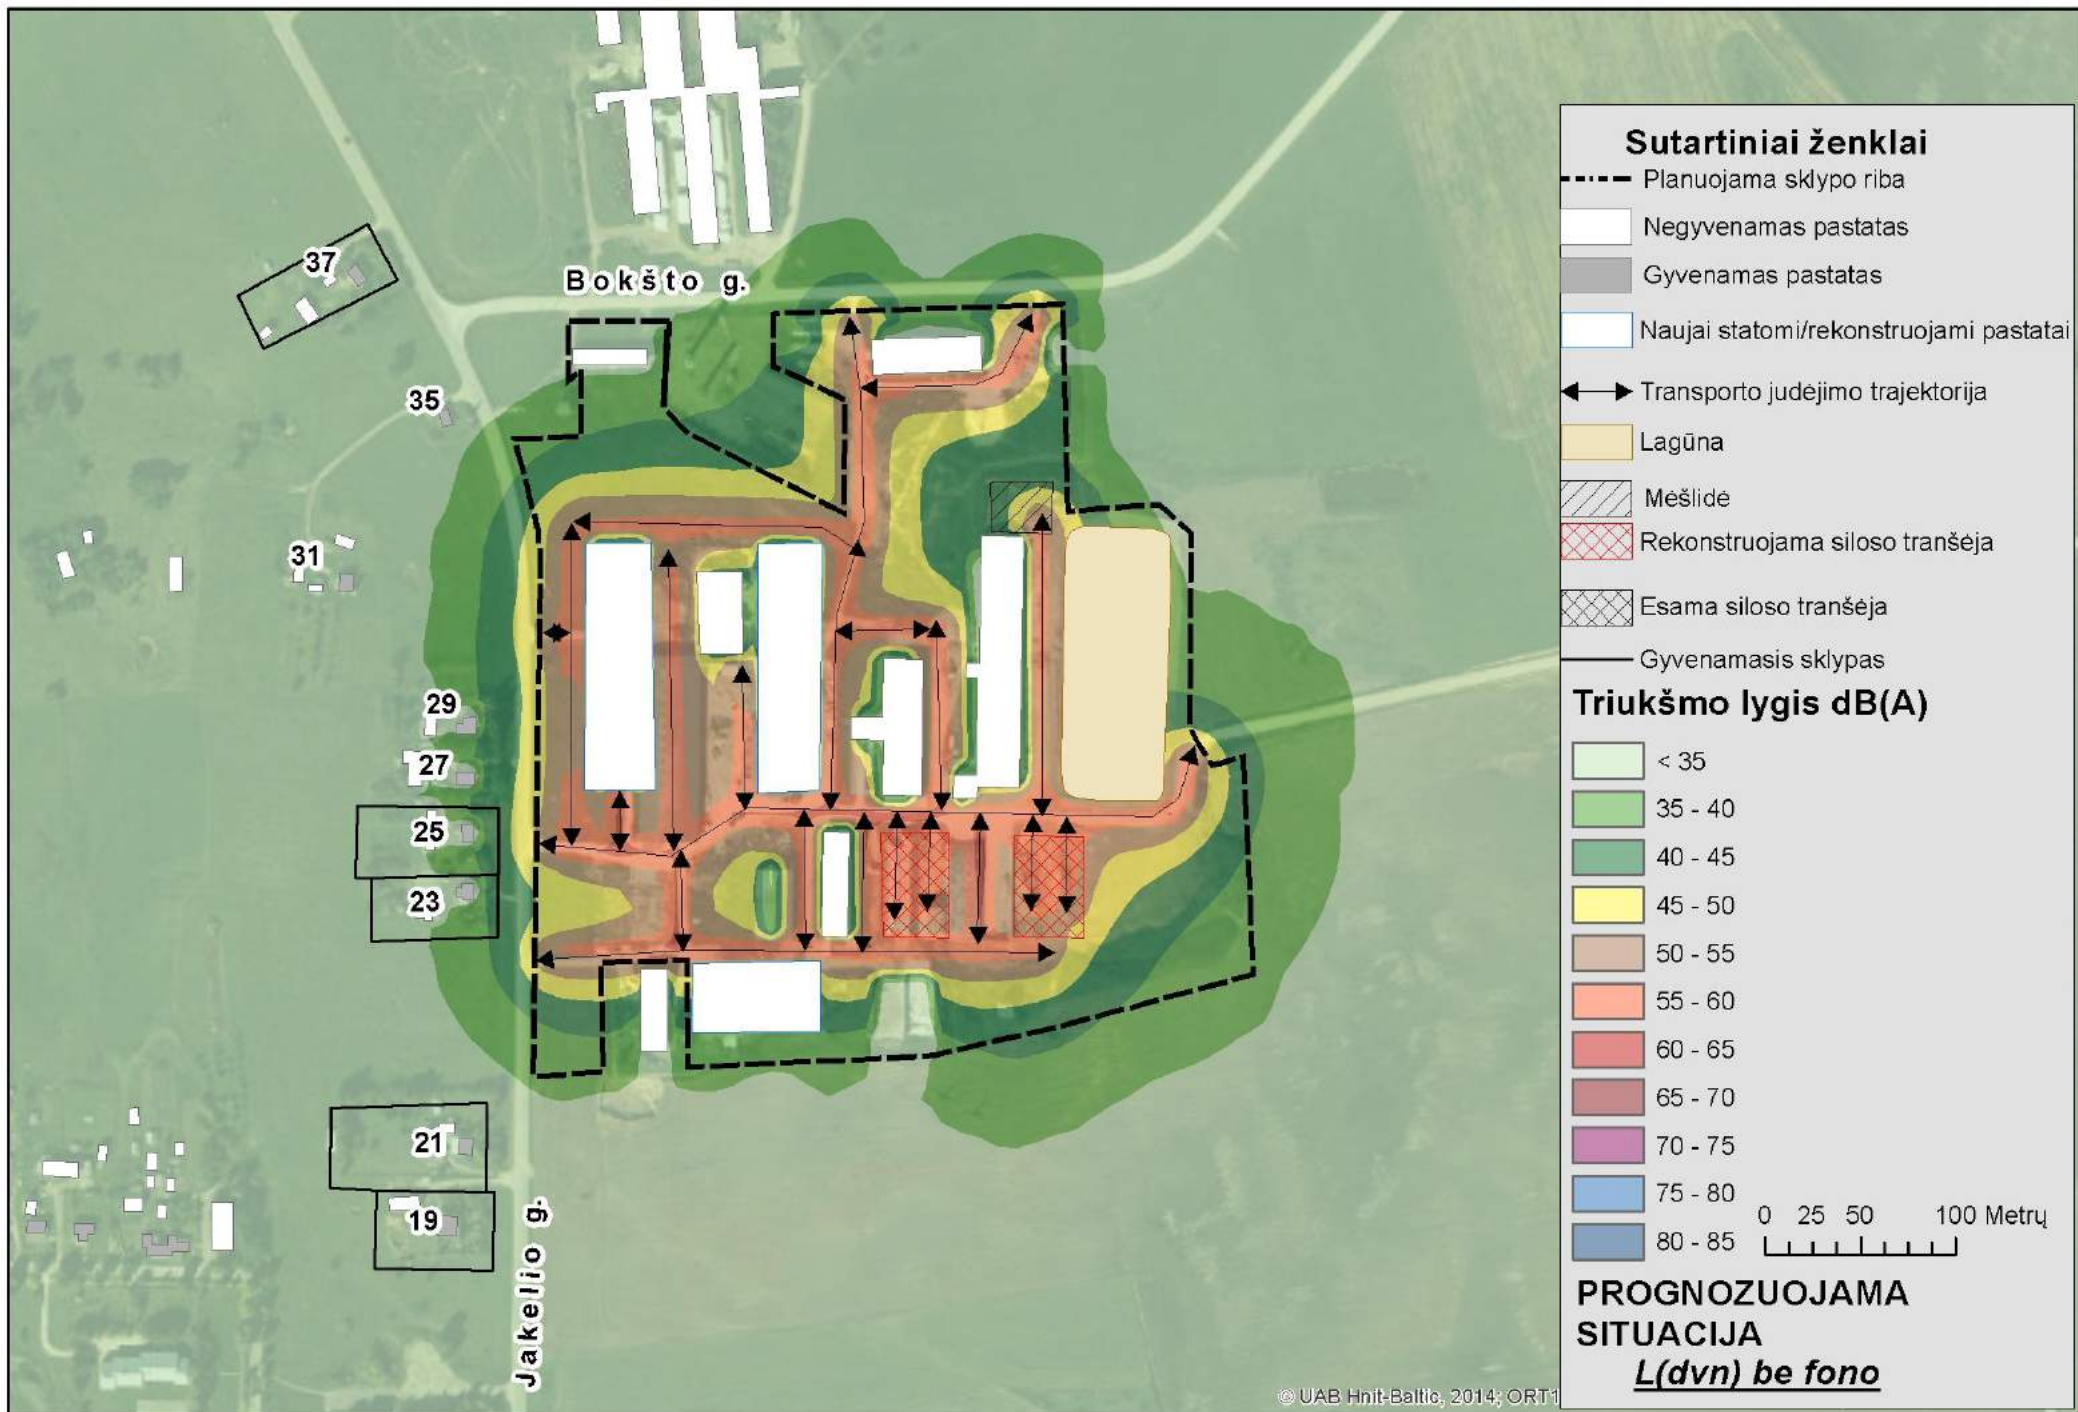 37
Bokšto g.
35
31
29
27
25
23
21
19
Jakelio g.
© UAB Hnit-Baltic, 2014; ORT1
Sutartiniai ženklai
Planuojama sklypo riba
Negyvenamas pastatas
Gyvenamas pastatas
Naujai statomi/rekonstruojami pastatai
Transporto judėjimo trajektorija
Lagūna
Mėšlidė
Rekonstruojama siloso tranšėja
Esama siloso tranšėja
Gyvenamasis sklypas
Triukšmo lygis dB(A)
< 35
35 - 40
40 - 45
45 - 50
50 - 55
55 - 60
60 - 65
65 - 70
70 - 75
75 - 80
80 - 85
0 25 50 100 Metrų
PROGNOZUOJAMA
SITUACIJA
L(dvn) be fono